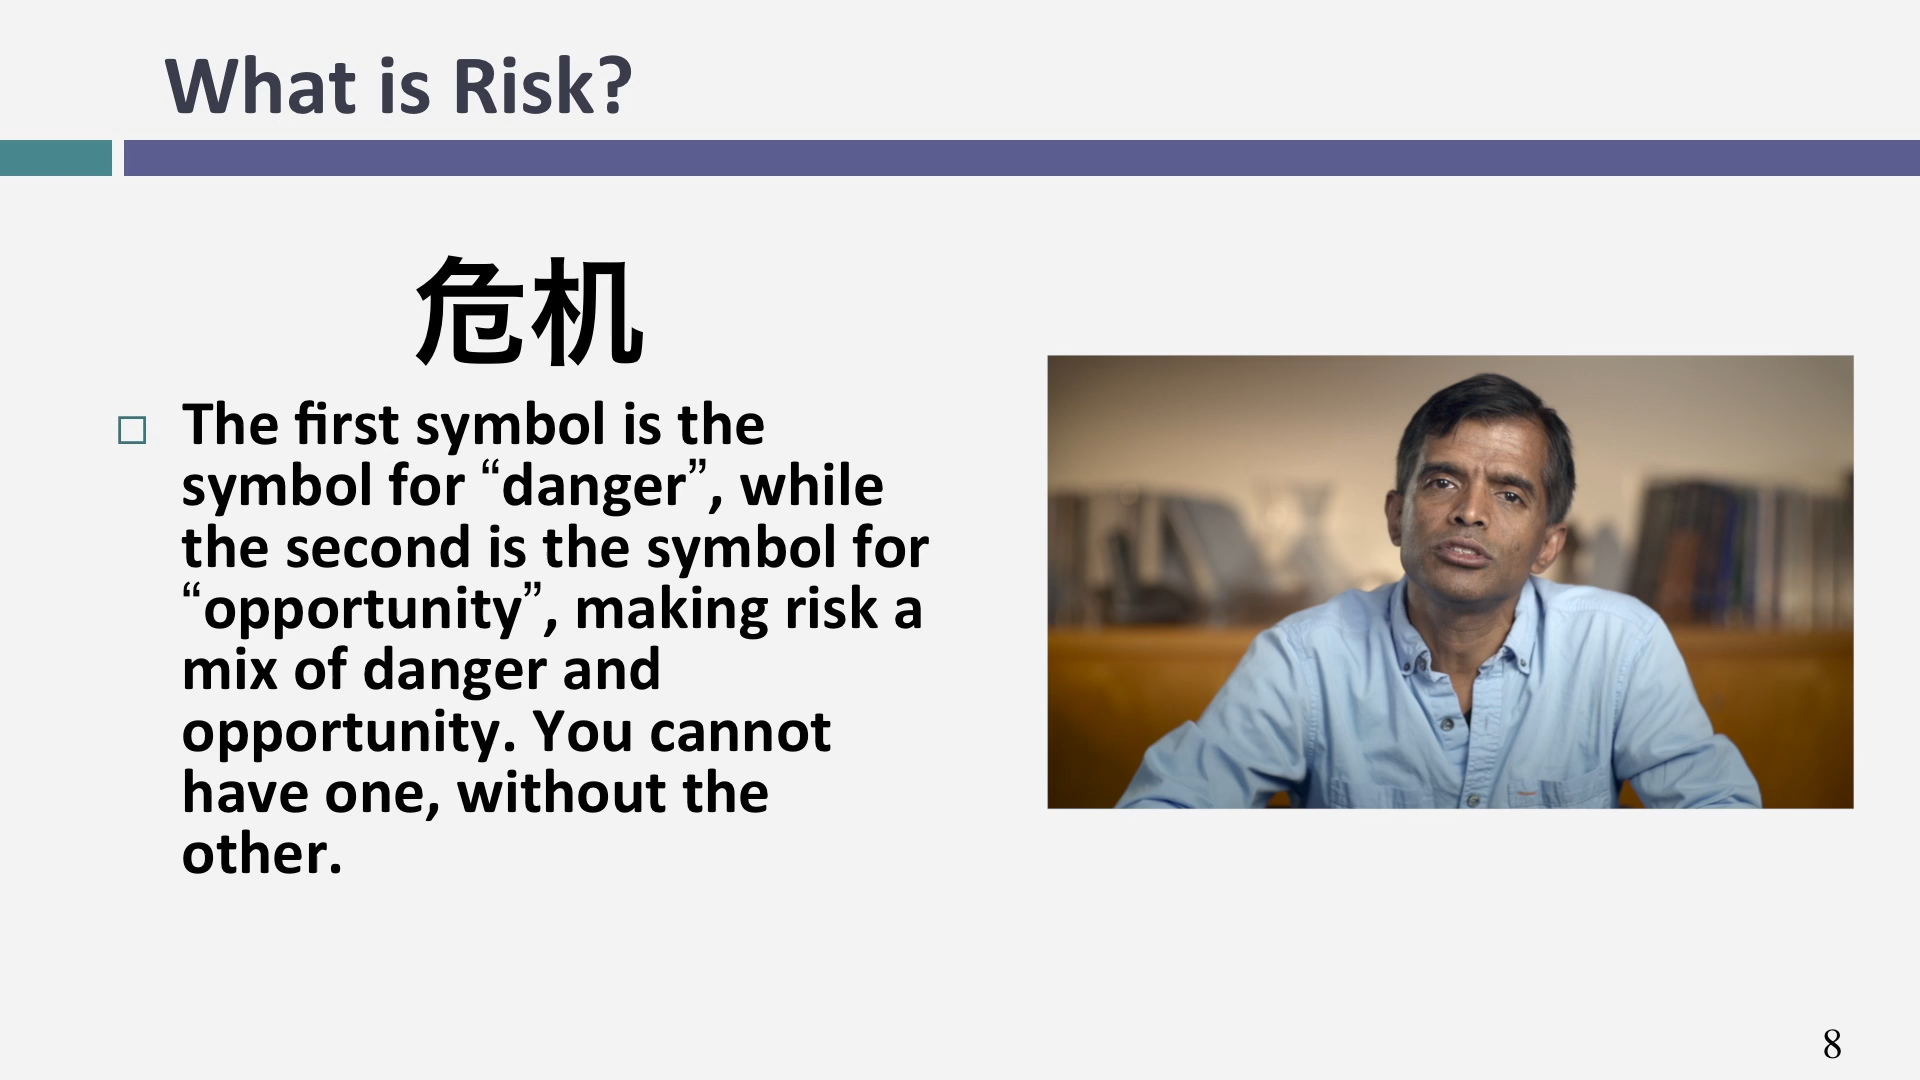 What is Risk?
危机
The first symbol is the
symbol for “danger”, while
the second is the symbol for
“opportunity”, making risk a
mix of danger and
opportunity. You cannot
have one, without the
other.
8